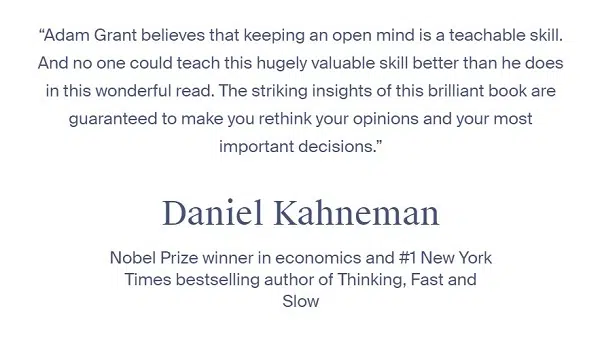 “Adam Grant believes that keeping an open mind is a teachable skill.
And no one could teach this hugely valuable skill better than he does
in this wonderful read. The striking insights of this brilliant book are
guaranteed to make you rethink your opinions and your most
important decisions.”
Daniel Kahneman
Nobel Prize winner in economics and #1 New York
Times bestselling author of Thinking, Fast and
Slow